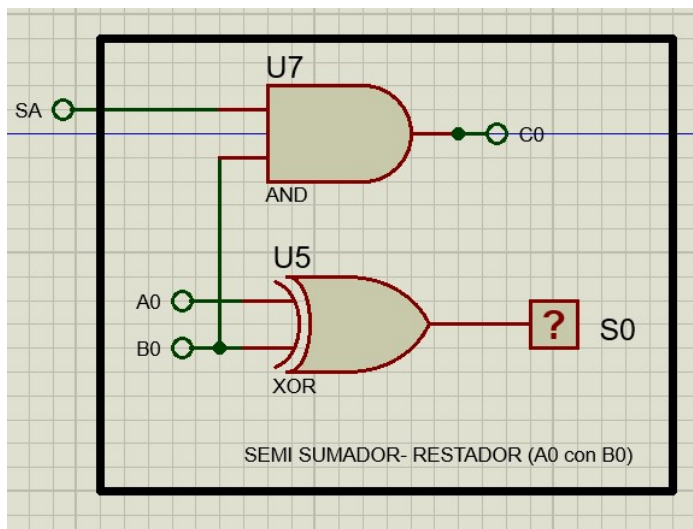 U7
SA
C0
AND
U5
A0
B0
?
S0
XOR
SEMI SUMADOR- RESTADOR (A0 con B0)